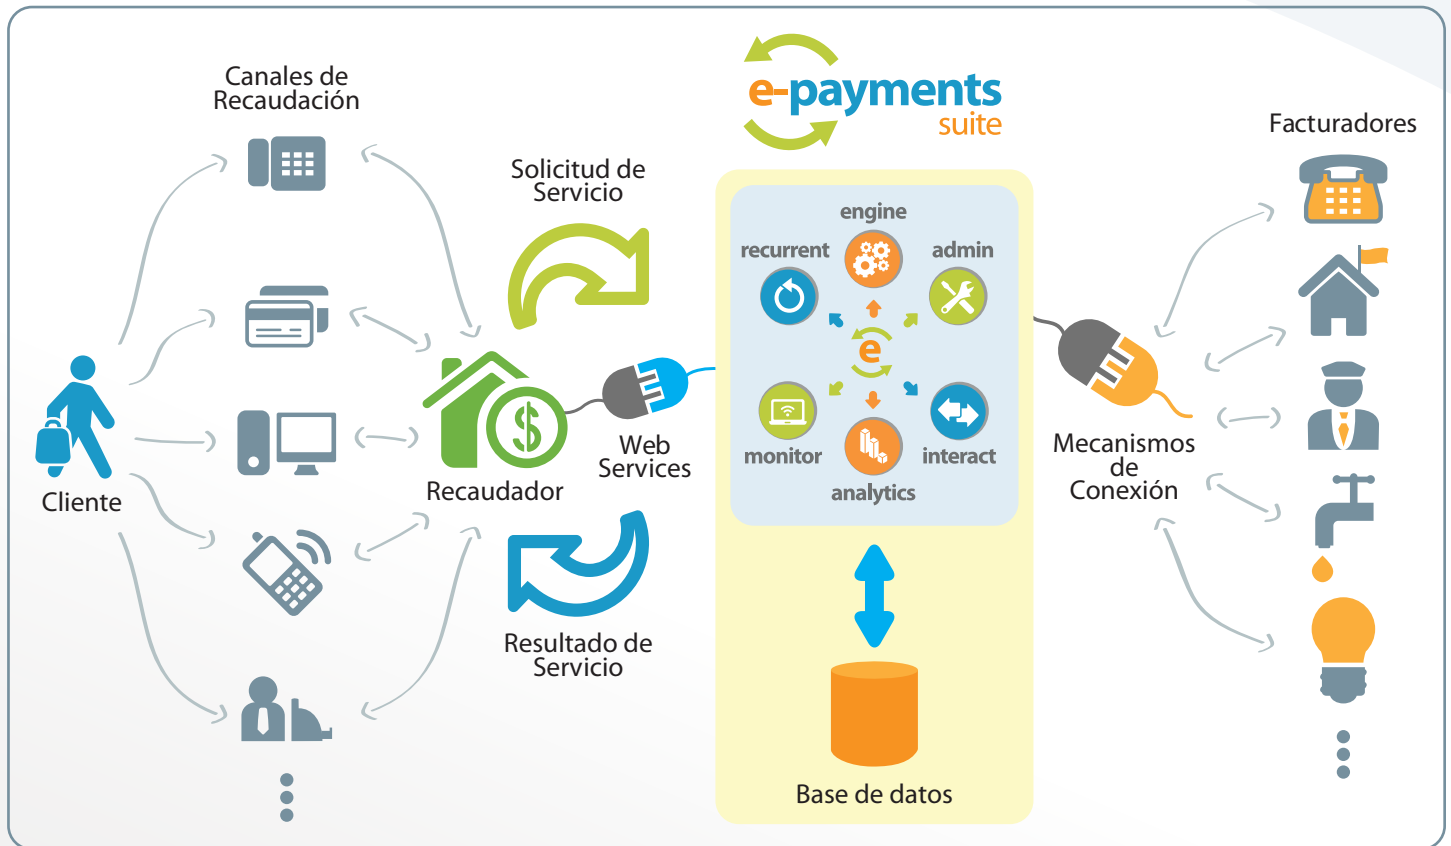 Canales de
Recaudación
Cliente
Recaudador
Solicitud de
Servicio
Web
Services
Resultado de
Servicio
e-payments
suite
engine
recurrent
admin
e
monitor
interact
analytics
Base de datos
Mecanismos
de
Conexión
Facturadores
$